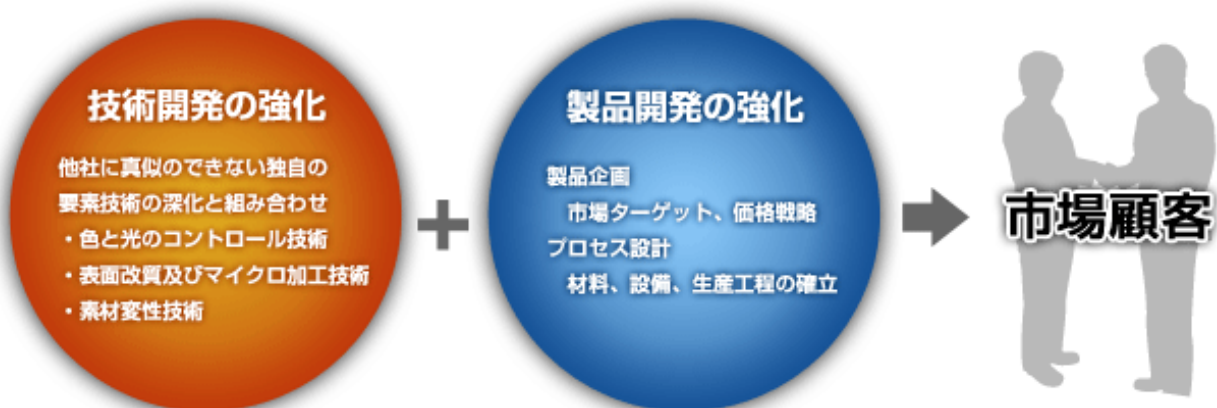 技術開発の強化
他社に真似のできない独自の
要素技術の深化と組み合わせ
・色と光のコントロール技術
・表面改質及びマイクロ加工技術
・素材変性技術
+
製品開発の強化
製品企画
市場ターゲット、価格戦略
プロセス設計
材料、設備、生産工程の確立
市場顧客